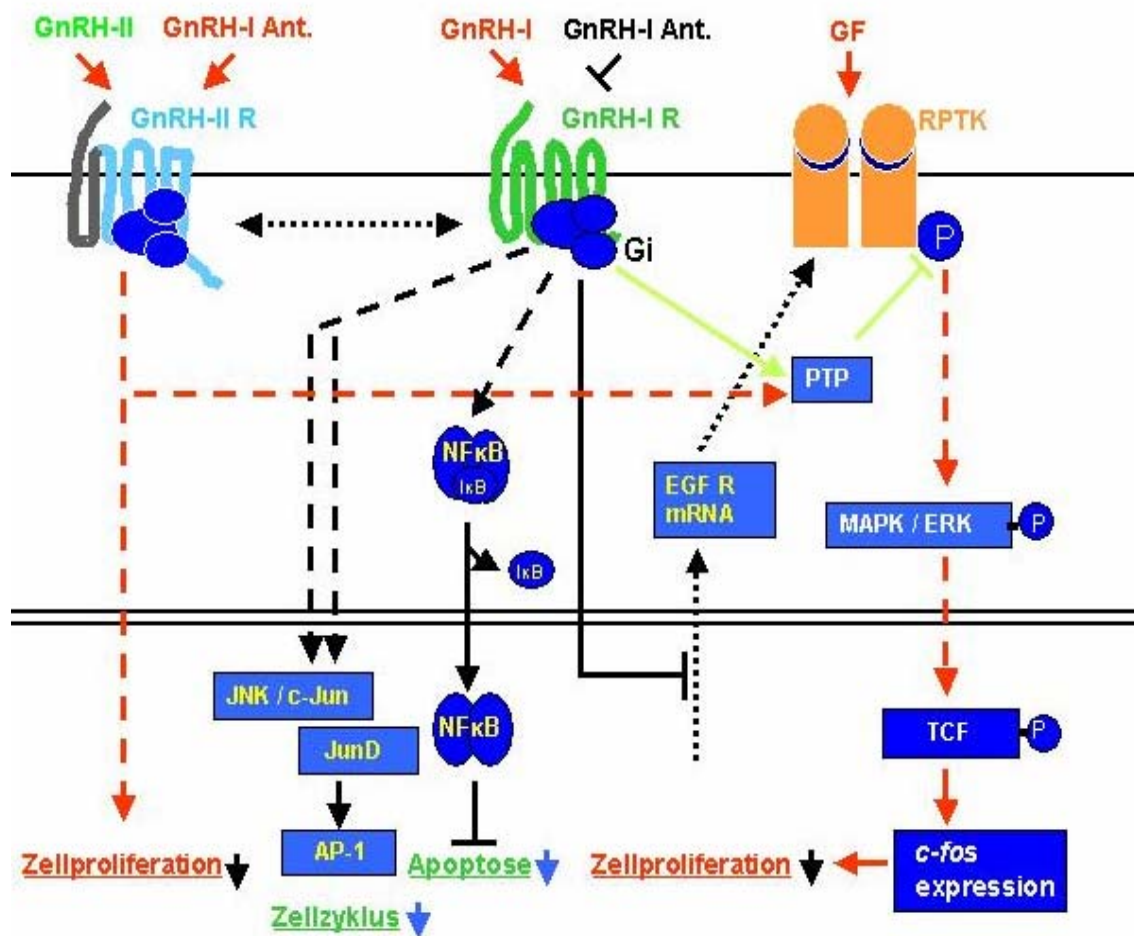 GnRH-II GnRH-I Ant. GnRH-I GnRH-I Ant. GF
GnRH-II R GnRH-I R RPTK
Gi P
PTP
NFκB
IκB
EGF R
mRNA
MAPK / ERK P
IκB
JNK / c-Jun
JunD
NFκB
TCF P
AP-1
Zellproliferation Apoptose Zellproliferation
c-fos
expression
Zellzyklus